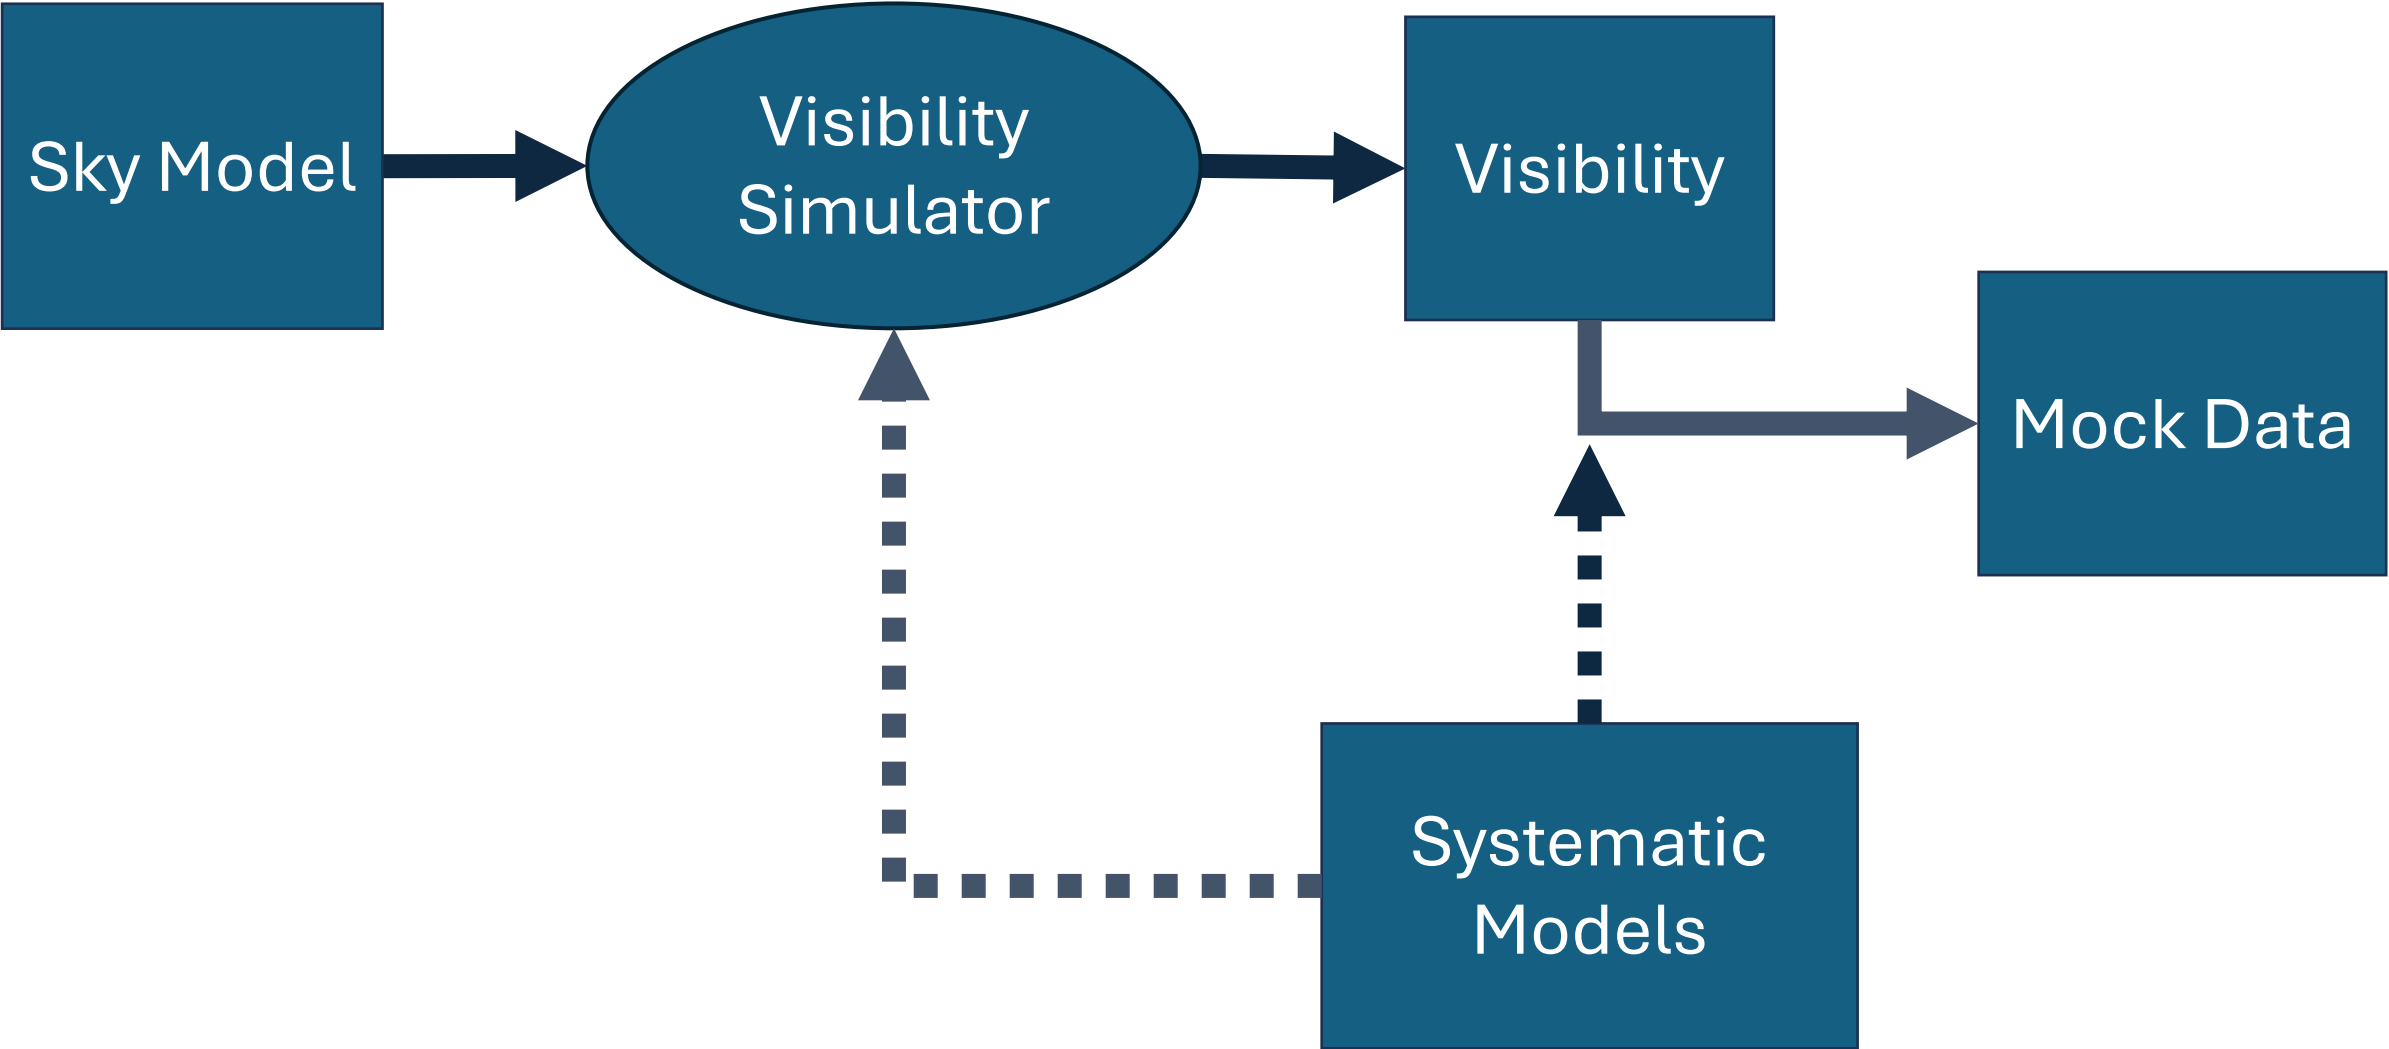 Sky Model
Visibility
Simulator
Visibility
Mock Data
Systematic
Models